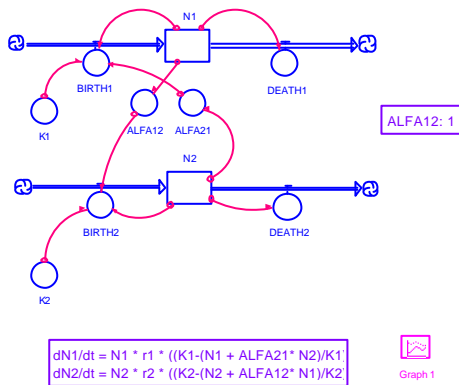 N1
BIRTH1
DEATH1
K1
ALFA12
ALFA21
ALFA12: 1
N2
BIRTH2
DEATH2
K2
dN1/dt = N1 * r1 * ((K1-(N1 + ALFA21* N2)/K1)
dN2/dt = N2 * r2 * ((K2-(N2 + ALFA12* N1)/K2)
Graph 1